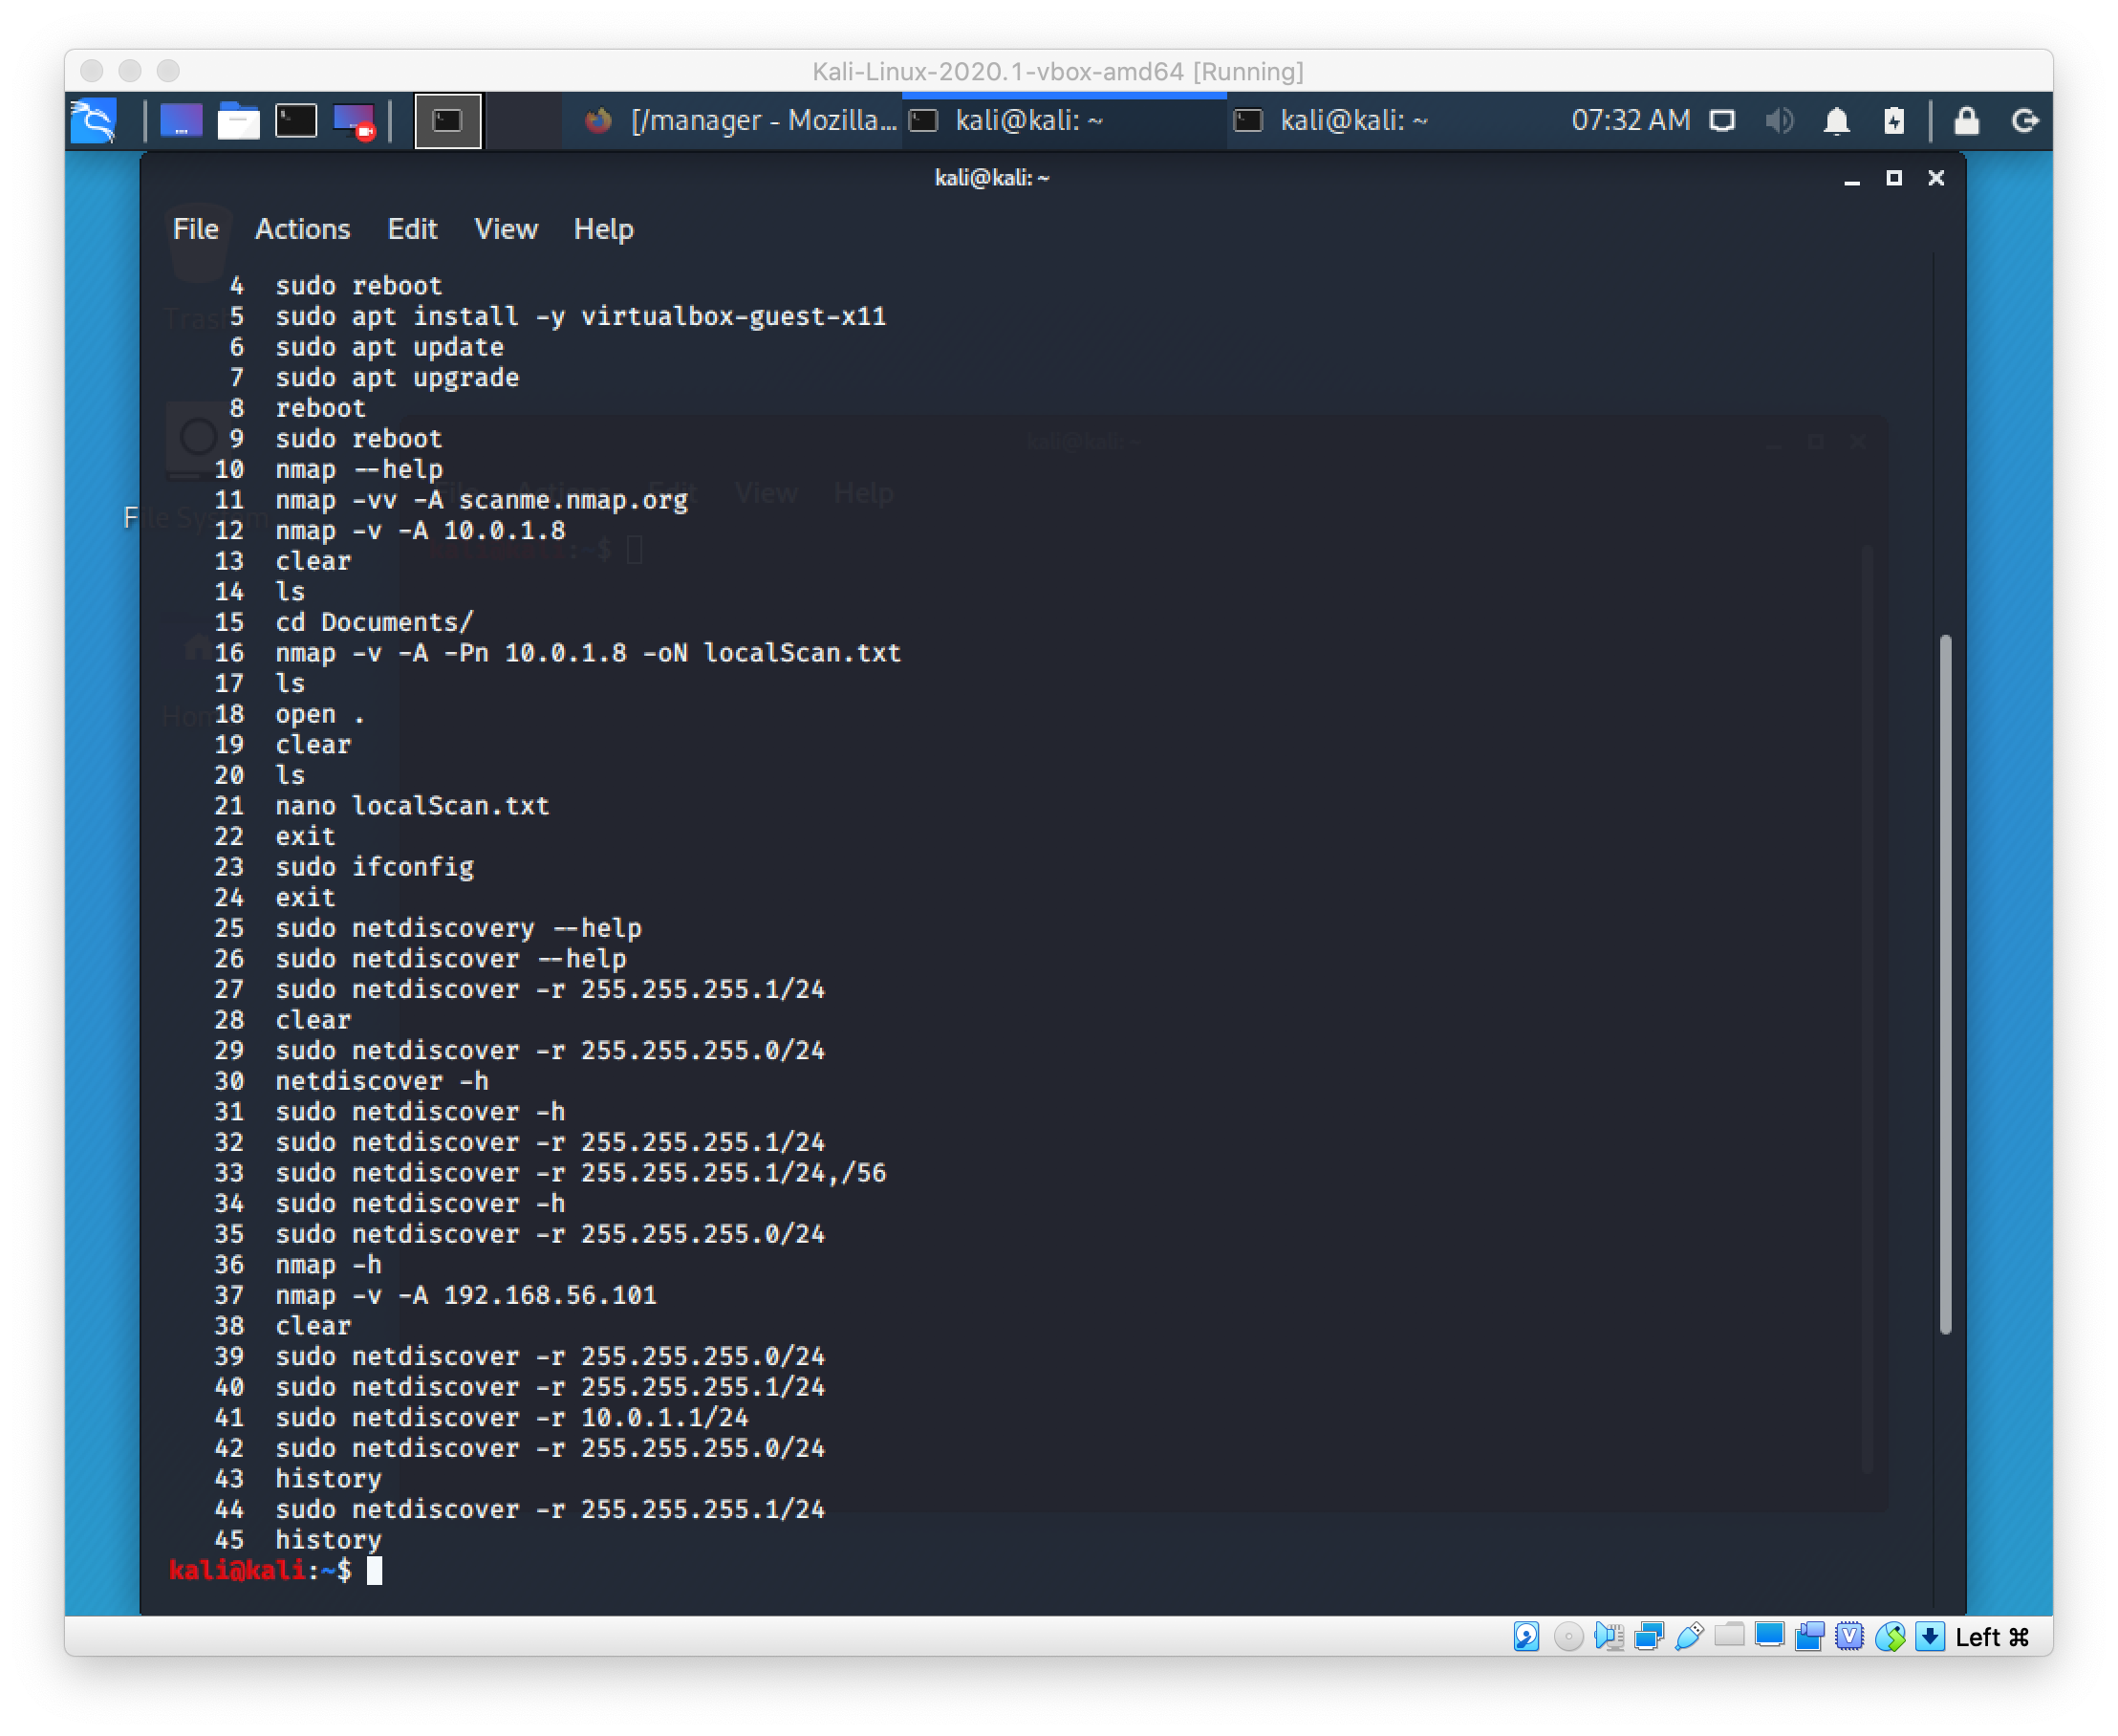 Kali-Linux-2020.1-vbox-amd64 [Running]
[/manager - Mozilla... kali@kali: ~ kali@kali: ~ 07:32 AM
kali@kali: ~
File Actions Edit View Help
4 sudo reboot
Trash
5 sudo apt install -y virtualbox-guest-x11
6 sudo apt update
7 sudo apt upgrade
8 reboot
9 sudo reboot
kali@kali: ~
10 nmap --help
File Actions Edit View Help
11 nmap -vv -A scanme.nmap.org
File System
12 nmap -v -A 10.0.1.8
:~$
13 clear
14 ls
15 cd Documents/
16 nmap -v -A -Pn 10.0.1.8 -oN localScan.txt
17 ls
Home
18 open .
19 clear
20 ls
21 nano localScan.txt
22 exit
23 sudo ifconfig
24 exit
25 sudo netdiscovery --help
26 sudo netdiscover --help
27 sudo netdiscover -r 255.255.255.1/24
28 clear
29 sudo netdiscover -r 255.255.255.0/24
30 netdiscover -h
31 sudo netdiscover -h
32 sudo netdiscover -r 255.255.255.1/24
33 sudo netdiscover -r 255.255.255.1/24,/56
34 sudo netdiscover -h
35 sudo netdiscover -r 255.255.255.0/24
36 nmap -h
37 nmap -v -A 192.168.56.101
38 clear
39 sudo netdiscover -r 255.255.255.0/24
40 sudo netdiscover -r 255.255.255.1/24
41 sudo netdiscover -r 10.0.1.1/24
42 sudo netdiscover -r 255.255.255.0/24
43 history
44 sudo netdiscover -r 255.255.255.1/24
45 history
kali@kali:~$
Left ⌘